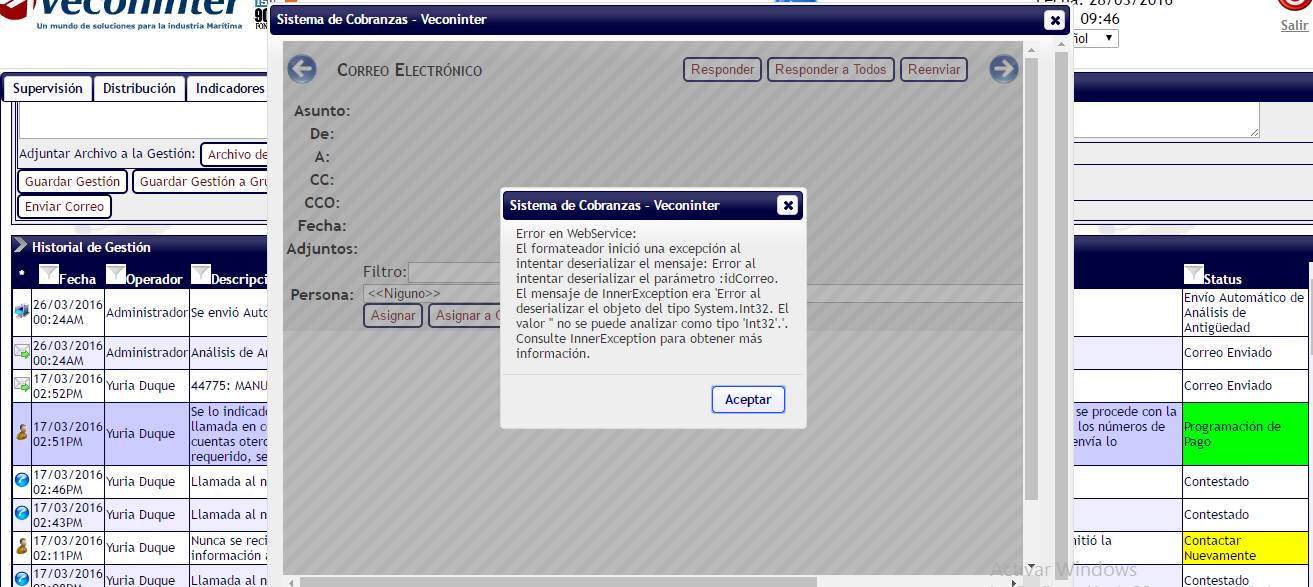 Veconinter
Un mundo de soluciones para la industria Marítima
Sistema de Cobranzas - Veconinter
09:46
Salir
Supervisión Distribución Indicadores
Correo Electrónico
Responder Responder a Todos Reenviar
Asunto:
De:
A:
CC:
CCO:
Fecha:
Adjuntos:
Filtro:
Persona: <<Niguno>>
Asignar Asignar a
Adjuntar Archivo a la Gestión: Archivo de
Guardar Gestión Guardar Gestión a
Enviar Correo
Sistema de Cobranzas - Veconinter
Error en WebService:
El formateador inició una excepción al
intentar deserializar el mensaje: Error al
intentar deserializar el parámetro :idCorreo.
El mensaje de InnerException era 'Error al
deserializar el objeto del tipo System.Int32. El
valor '' no se puede analizar como tipo 'Int32'.'.
Consulte InnerException para obtener más
información.
Aceptar
Historial de Gestión
* Fecha Operador Descripci Status
26/03/2016
00:24AM
Administrador
Se envió
Envío Automático de
Análisis de
Antigüedad
26/03/2016
00:24AM
Administrador
Análisis de
Correo Enviado
17/03/2016
02:52PM
Yuria Duque
44775: MANU
Correo Enviado
17/03/2016
02:51PM
Yuria Duque
Se lo indicado
llamada en
cuentas
requerido, se
se procede con la
los números de
envía lo
Programación de
Pago
17/03/2016
02:46PM
Yuria Duque
Llamada al n
Contestado
17/03/2016
02:43PM
Yuria Duque
Llamada al n
Contestado
17/03/2016
02:11PM
Yuria Duque
Nunca se reci
información
mitió la
Contactar
Nuevamente
17/03/2016
Yuria Duque
Llamada al n
Contestado
Activar Windows